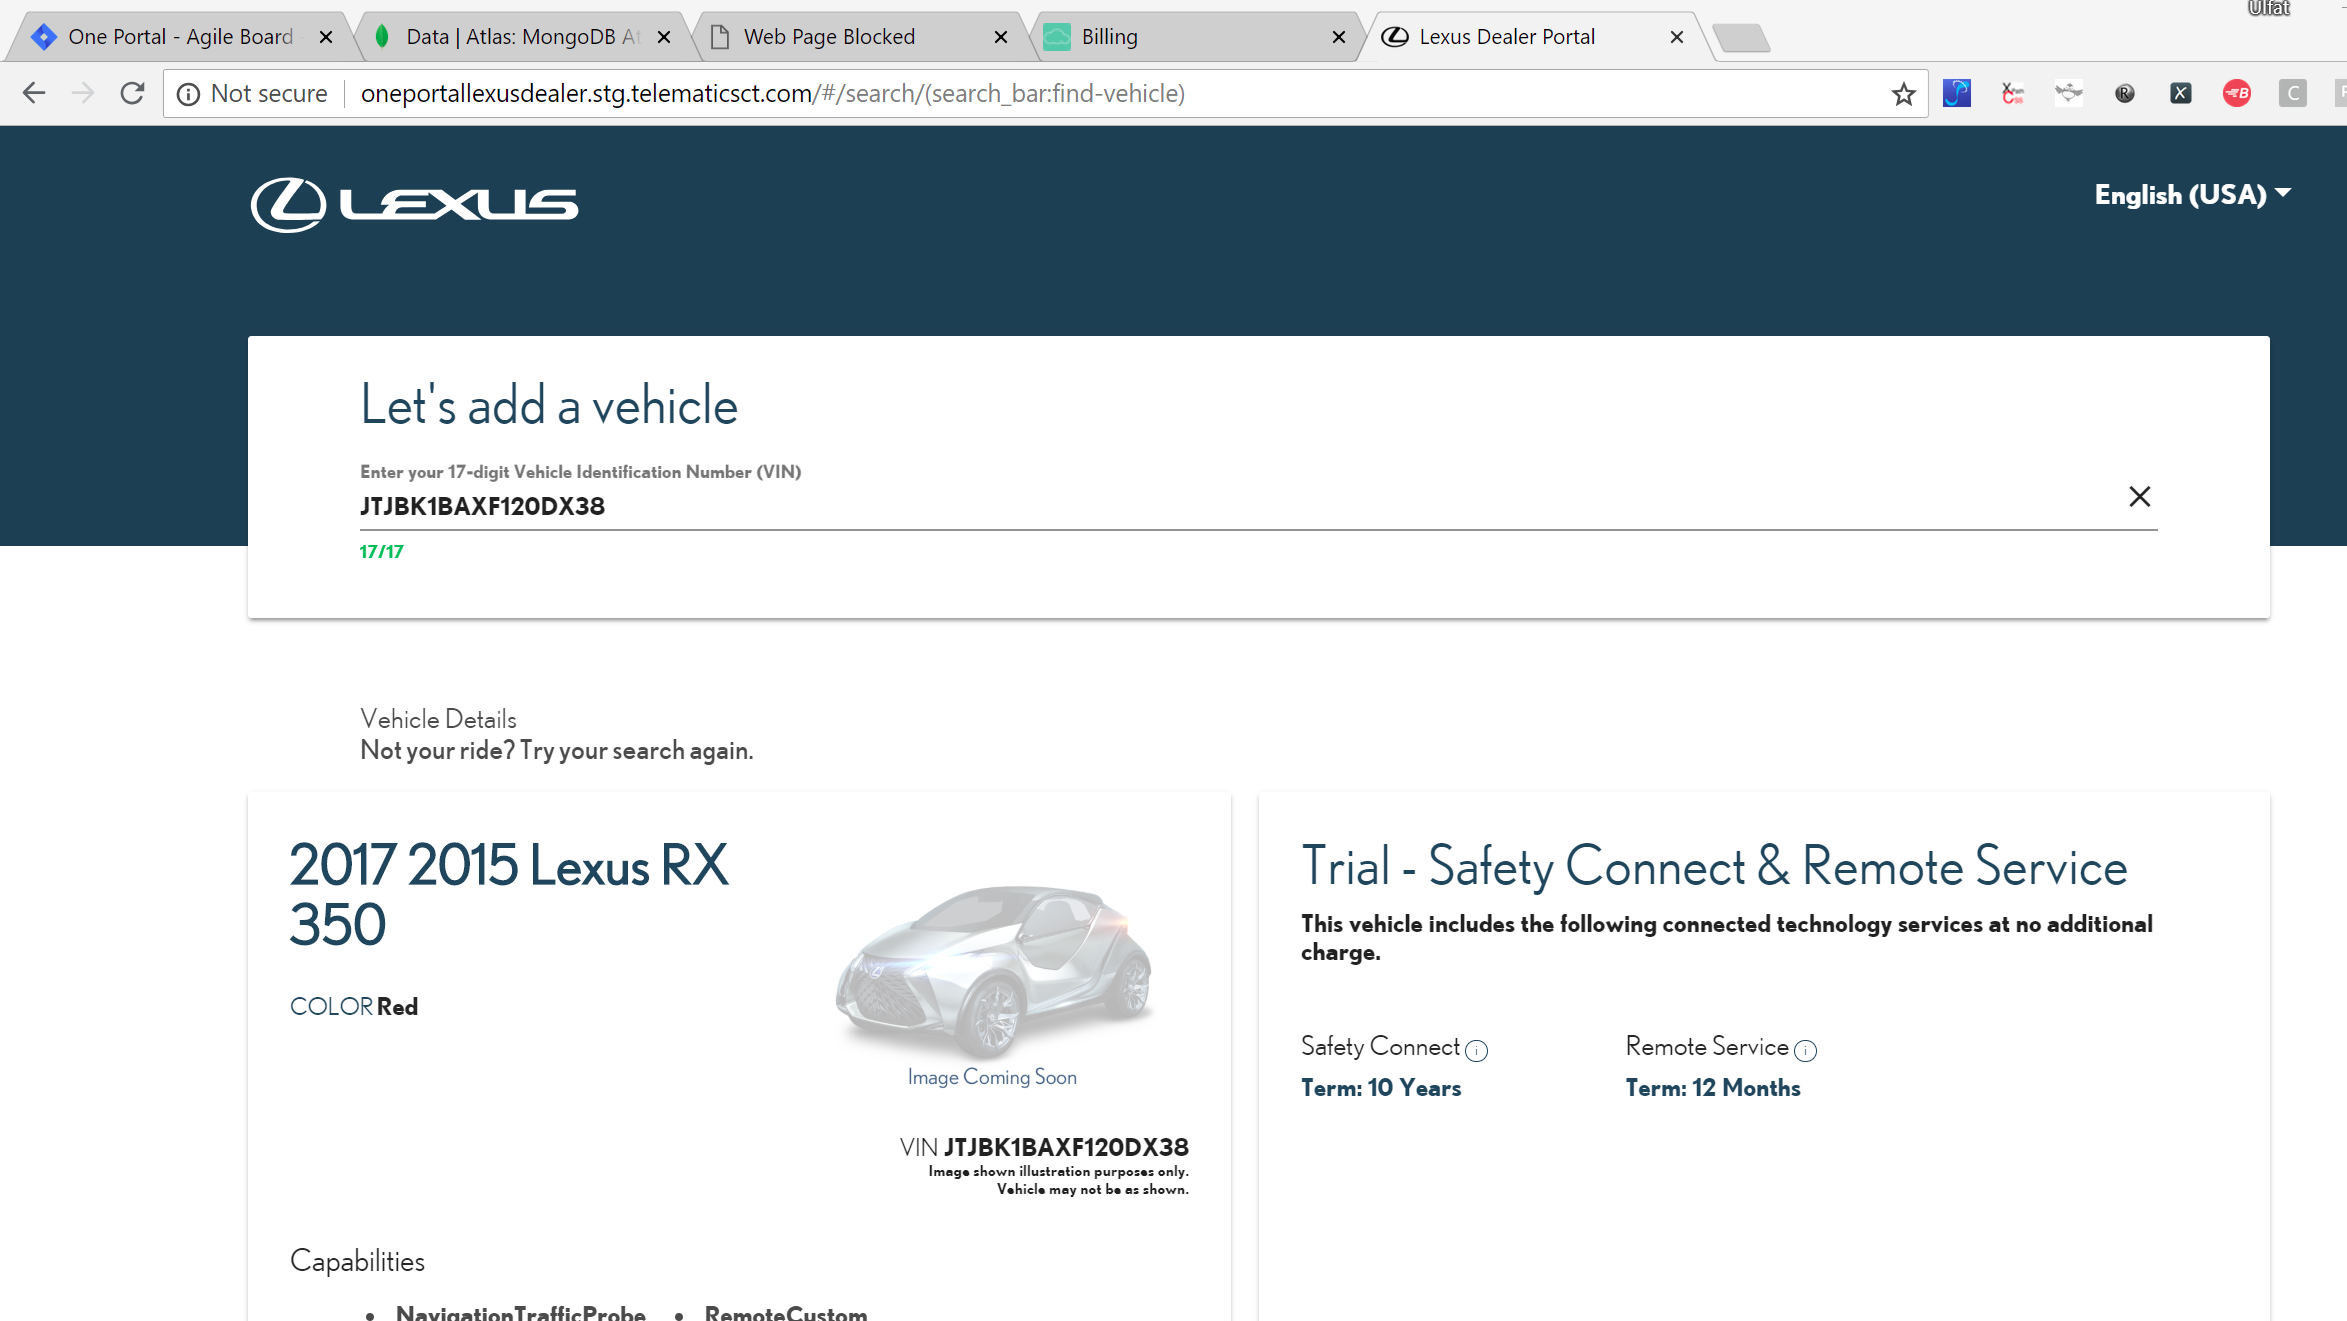 Ulfat
One Portal - Agile Board
Data | Atlas: MongoDB At
Web Page Blocked
Billing
Lexus Dealer Portal
Not secure
oneportallexusdealer.stg.telematicsct.com/#/search/(search_bar:find-vehicle)
LEXUS
English (USA)
Let's add a vehicle
Enter your 17-digit Vehicle Identification Number (VIN)
JTJBK1BAXF120DX38
17/17
Vehicle Details
Not your ride? Try your search again.
2017 2015 Lexus RX
350
COLOR Red
Image Coming Soon
VIN JTJBK1BAXF120DX38
Image shown illustration purposes only.
Vehicle may not be as shown.
Capabilities
NavigationTrafficProbe
RemoteCustom
Trial - Safety Connect & Remote Service
This vehicle includes the following connected technology services at no additional
charge.
Safety Connect
Term: 10 Years
Remote Service
Term: 12 Months